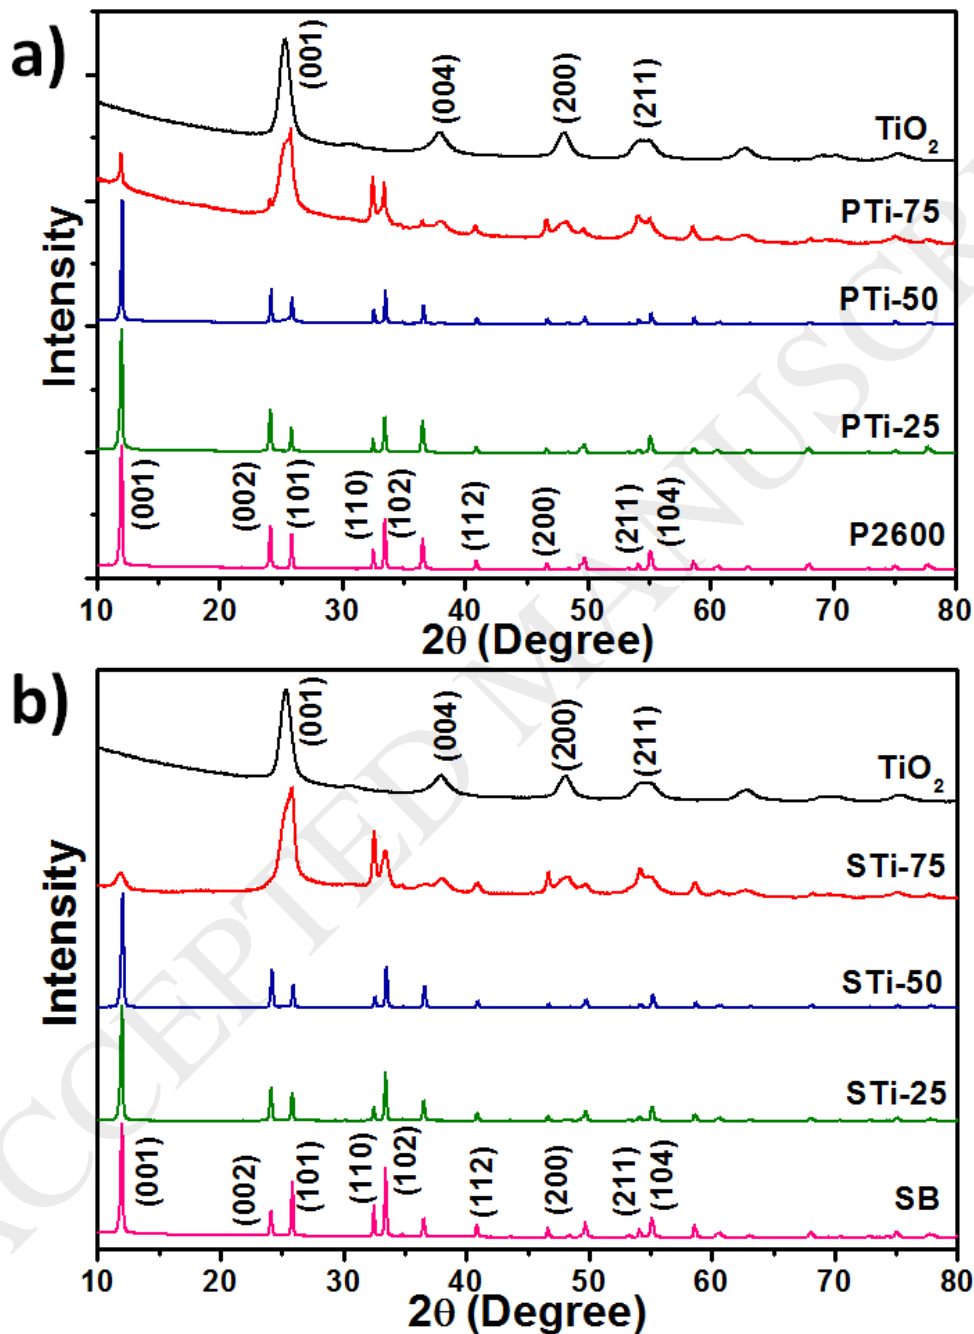 a)
(001)
(004)
(200)
(211)
TiO₂
PTi-75
PTi-50
PTi-25
(001)
(002)
(101)
(110)
(102)
(112)
(200)
(211)
(104)
P2600
Intensity
10 20 30 40 50 60 70 80
2θ (Degree)
b)
(001)
(004)
(200)
(211)
TiO₂
STi-75
STi-50
STi-25
(001)
(002)
(101)
(110)
(102)
(112)
(200)
(211)
(104)
SB
Intensity
10 20 30 40 50 60 70 80
2θ (Degree)
ACCEPTED MANUSCR